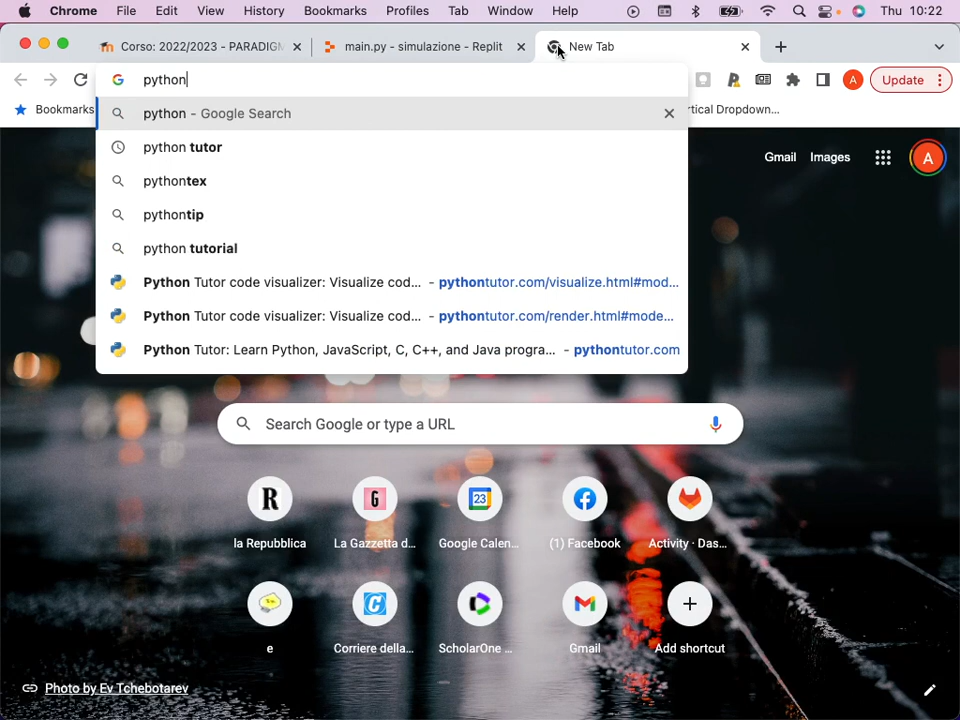 Chrome File Edit View History Bookmarks Profiles Tab Window Help Thu 10:22
Corso: 2022/2023 - PARADIGM
main.py - simulazione - Replit
New Tab
python
A
Update
Bookmarks
rtical Dropdown...
python - Google Search
python tutor
pythontex
pythontip
python tutorial
Python Tutor code visualizer: Visualize cod... - pythontutor.com/visualize.html#mod...
Python Tutor code visualizer: Visualize cod... - pythontutor.com/render.html#mode...
Python Tutor: Learn Python, JavaScript, C, C++, and Java progra... - pythontutor.com
Gmail Images
A
Search Google or type a URL
R
G
23
la Repubblica
La Gazzetta d...
Google Calen...
(1) Facebook
Activity · Das...
C
e
Corriere della...
ScholarOne ...
Gmail
Add shortcut
Photo by Ev Tchebotarev